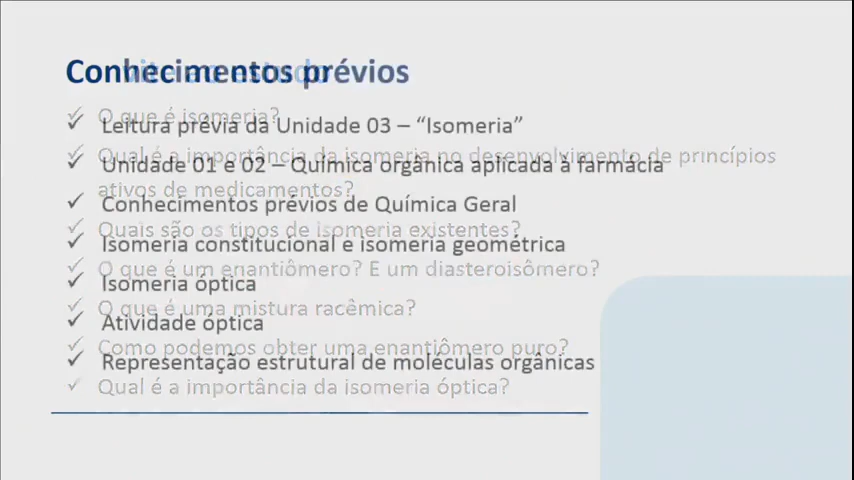 Conhecimentos prévios
O que é isomeria?
Leitura prévia da Unidade 03 – “Isomeria”
Qual é a importância da isomeria no desenvolvimento de princípios
Unidade 01 e 02 – Química orgânica aplicada à farmácia
ativos de medicamentos?
Conhecimentos prévios de Química Geral
Quais são os tipos de isomeria existentes?
Isomeria constitucional e isomeria geométrica
O que é um enantiômero? E um diasteroisômero?
Isomeria óptica
O que é uma mistura racêmica?
Atividade óptica
Como podemos obter uma enantiômero puro?
Representação estrutural de moléculas orgânicas
Qual é a importância da isomeria óptica?